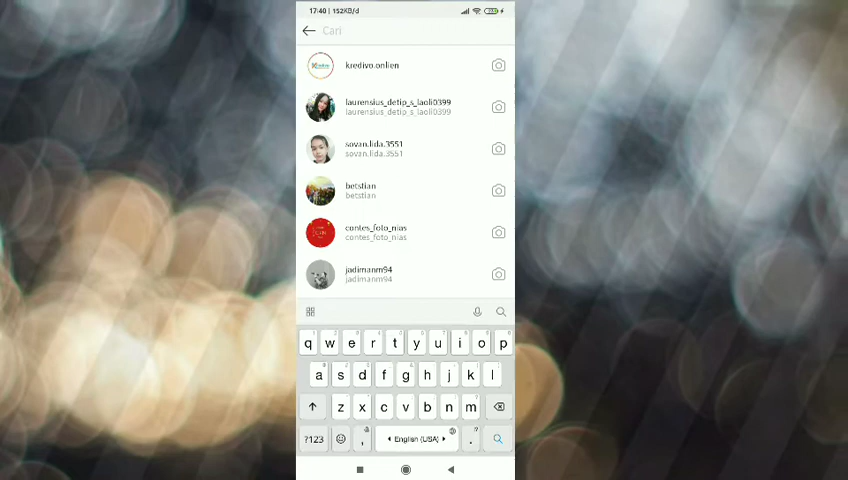 17:40 | 152KB/d
Cari
kredivo.onlien
laurensius_detip_s_laoli0399
laurensius_detip_s_laoli0399
sovan.lida.3551
sovan.lida.3551
betstian
betstian
contes_foto_nias
contes_foto_nias
jadimanm94
jadimanm94
q w e r t y u i o p
a s d f g h j k l
z x c v b n m
?123 , English (USA) .